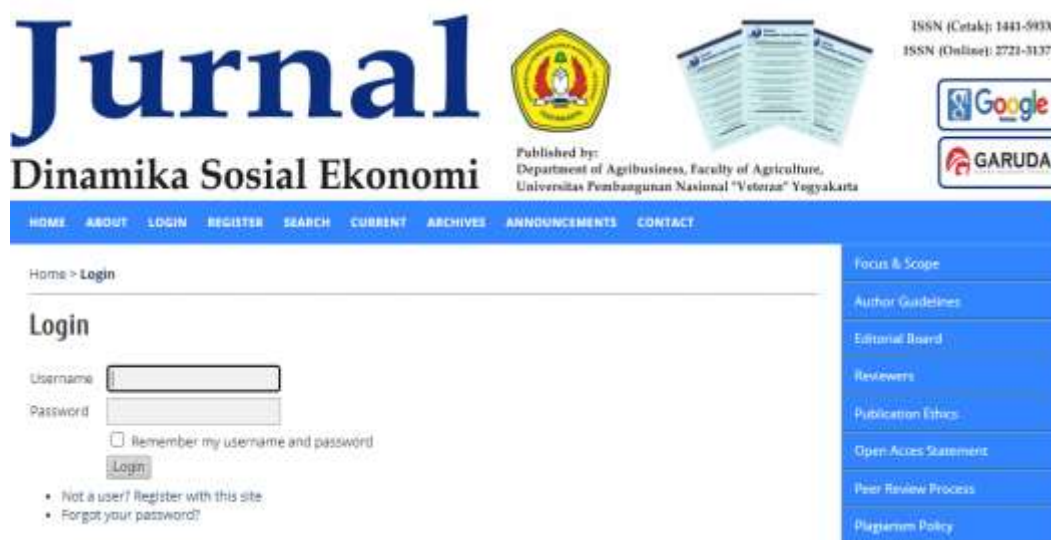 Jurnal
Dinamika Sosial Ekonomi
Published by:
Department of Agribusiness, Faculty of Agriculture,
Universitas Pembangunan Nasional "Veteran" Yogyakarta
ISSN (Cetak): 1441-593X
ISSN (Online): 2721-3137
Google
GARUDA
HOME ABOUT LOGIN REGISTER SEARCH CURRENT ARCHIVES ANNOUNCEMENTS CONTACT
Home > Login
Login
Username
Password
Remember my username and password
Login
Not a user? Register with this site
Forgot your password?
Focus & Scope
Author Guidelines
Editorial Board
Reviewers
Publication Ethics
Open Acces Statement
Peer Review Process
Plagiarism Policy